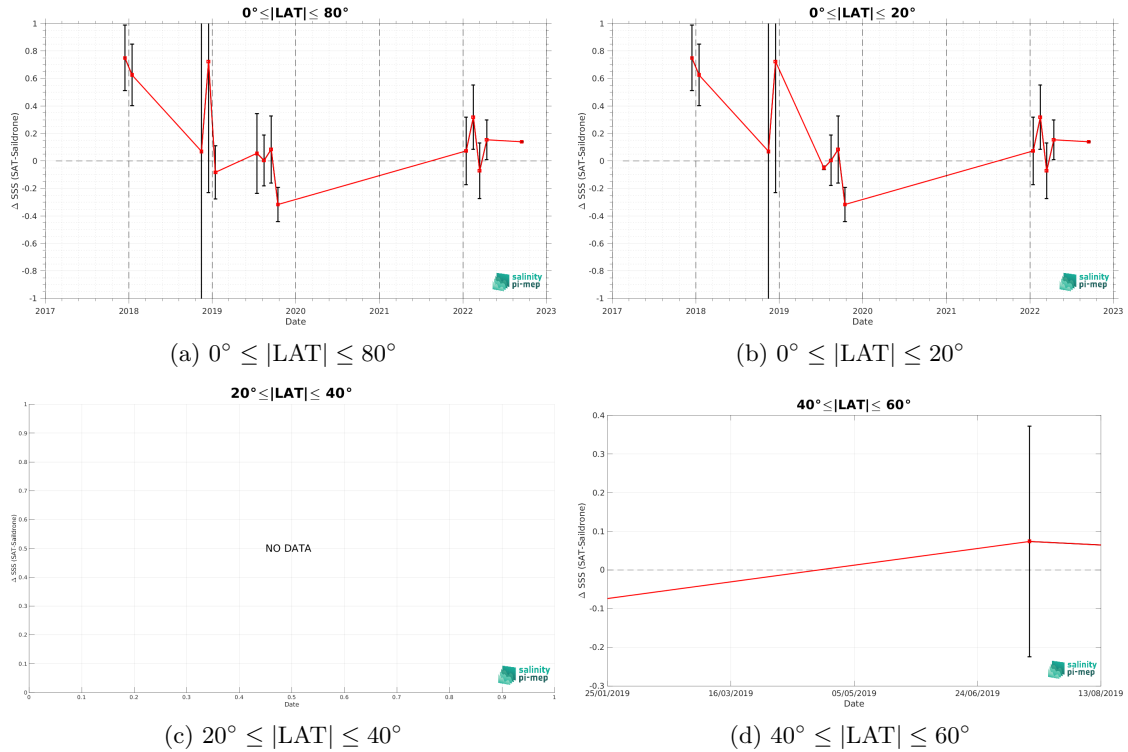 0°≤|LAT|≤ 80°
1
0.8
0.6
0.4
0.2
0
-0.2
-0.4
-0.6
-0.8
-1
Δ SSS (SAT-Saildrone)
2017 2018 2019 2020 2021 2022 2023
Date
salinity
pi-mep
(a) 0° ≤ |LAT| ≤ 80°
0°≤|LAT|≤ 20°
1
0.8
0.6
0.4
0.2
0
-0.2
-0.4
-0.6
-0.8
-1
Δ SSS (SAT-Saildrone)
2017 2018 2019 2020 2021 2022 2023
Date
salinity
pi-mep
(b) 0° ≤ |LAT| ≤ 20°
20°≤|LAT|≤ 40°
1
0.9
0.8
0.7
0.6
0.5
0.4
0.3
0.2
0.1
0
Δ SSS (SAT-Saildrone)
NO DATA
0 0.1 0.2 0.3 0.4 0.5 0.6 0.7 0.8 0.9 1
Date
salinity
pi-mep
(c) 20° ≤ |LAT| ≤ 40°
40°≤|LAT|≤ 60°
0.4
0.3
0.2
0.1
0
-0.1
-0.2
-0.3
Δ SSS (SAT-Saildrone)
25/01/2019 16/03/2019 05/05/2019 24/06/2019 13/08/2019
Date
salinity
pi-mep
(d) 40° ≤ |LAT| ≤ 60°